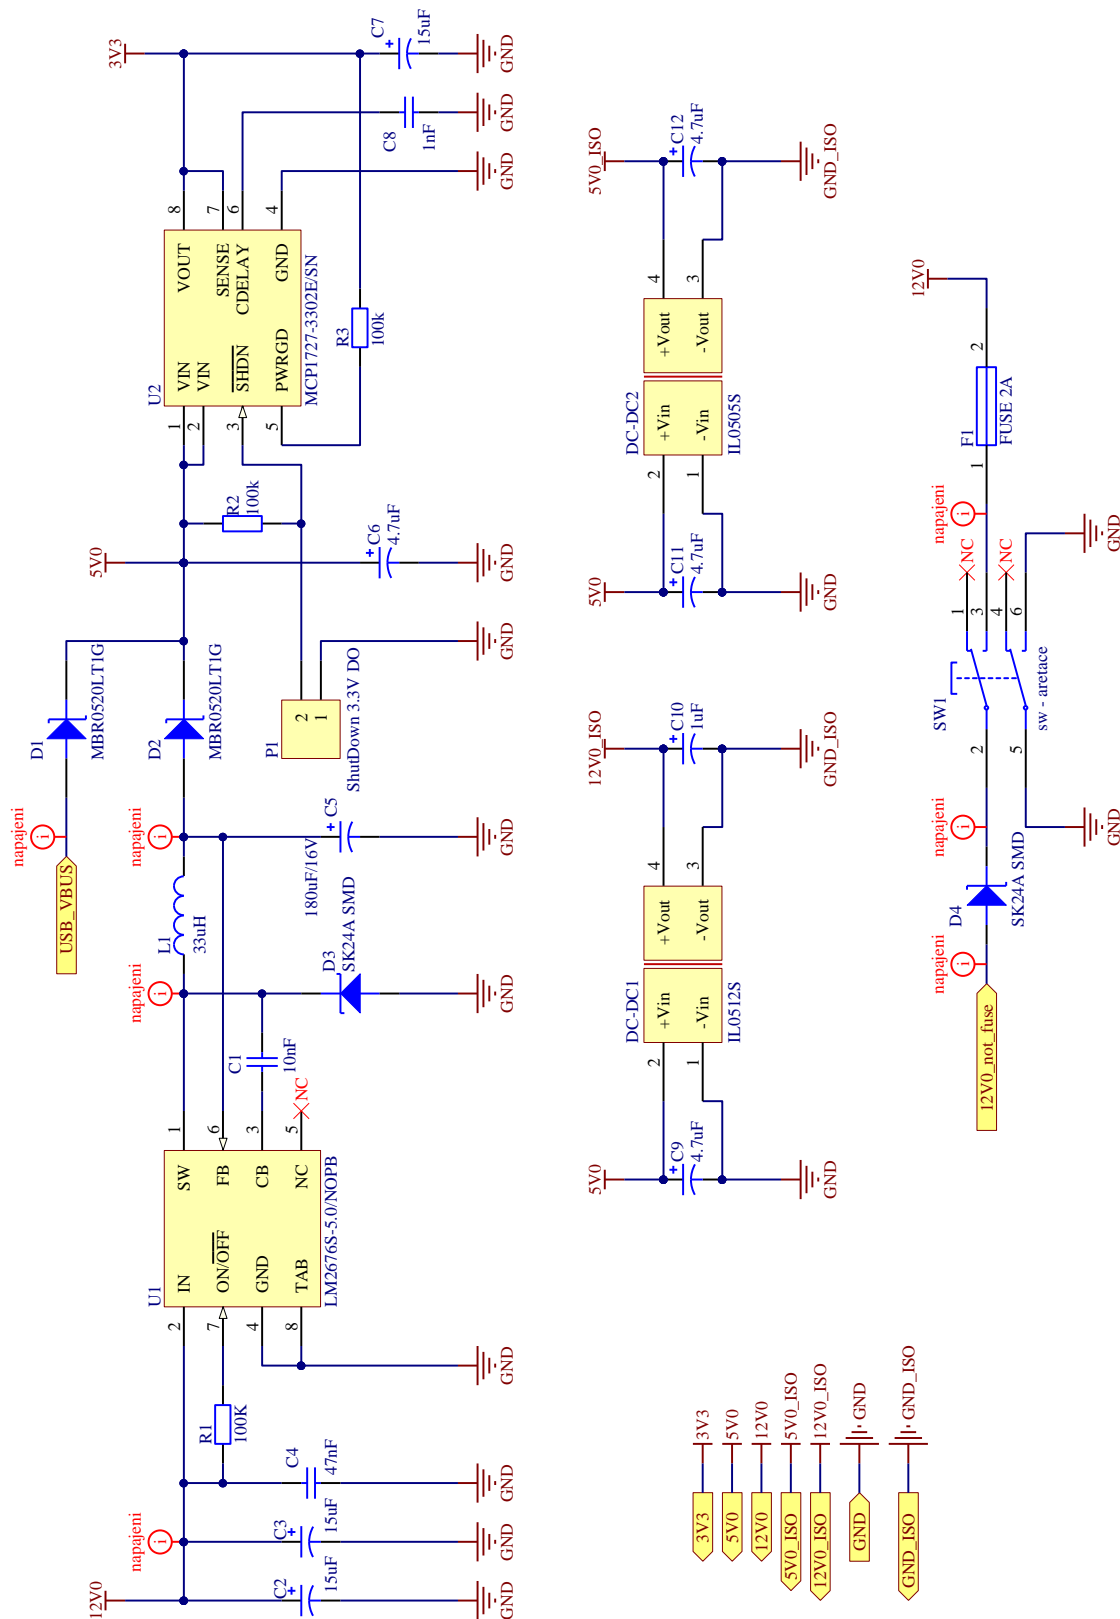 12V0
napajeni
C2
15uF
GND
C3
15uF
GND
C4
47nF
GND
R1
100K
U1
IN
ON/OFF
GND
TAB
SW
FB
CB
NC
2
7
4
8
1
6
3
5
NC
LM2676S-5.0/NOPB
GND
C1
10nF
napajeni
D3
SK24A SMD
GND
L1
33uH
napajeni
180uF/16V
C5
GND
USB_VBUS
napajeni
D1
MBR0520LT1G
D2
MBR0520LT1G
P1
2
1
ShutDown 3.3V DO
GND
5V0
C6
4.7uF
GND
R2
100k
U2
VIN
VIN
SHDN
PWRGD
VOUT
SENSE
CDELAY
GND
1
2
3
5
8
7
6
4
MCP1727-3302E/SN
R3
100k
GND
C8
1nF
GND
3V3
C7
15uF
GND
5V0
C9
4.7uF
GND
DC-DC1
+Vin
-Vin
+Vout
-Vout
2
1
4
3
IL0512S
12V0_ISO
C10
1uF
GND_ISO
5V0
C11
4.7uF
GND
DC-DC2
+Vin
-Vin
+Vout
-Vout
2
1
4
3
IL0505S
5V0_ISO
C12
4.7uF
GND_ISO
3V3 3V3
5V0 5V0
12V0 12V0
5V0_ISO 5V0_ISO
12V0_ISO 12V0_ISO
GND GND
GND_ISO GND_ISO
12V0_not_fuse
napajeni
D4
SK24A SMD
napajeni
GND
SW1
2
5
1
3
4
6
NC
NC
sw - aretace
GND
napajeni
F1
1
2
FUSE 2A
12V0